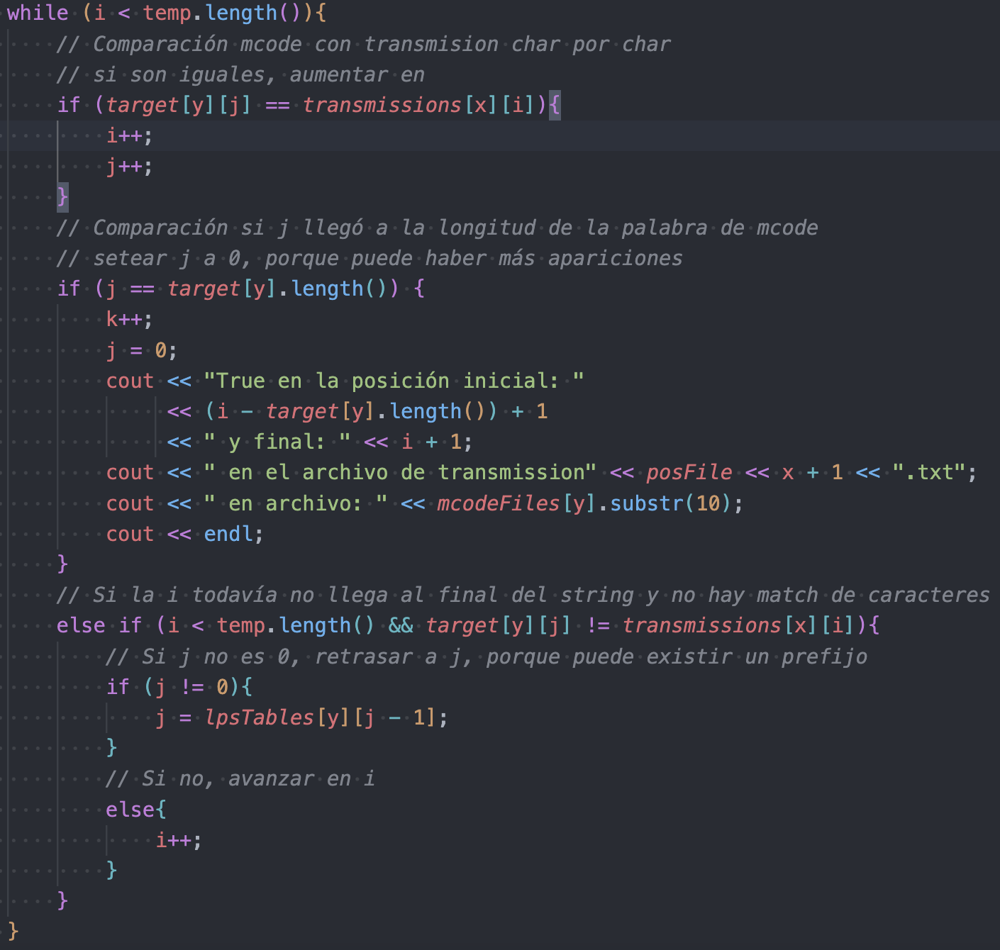 while (i < temp.length()){
    // Comparación mcode con transmision char por char
    // si son iguales, aumentar en
    if (target[y][j] == transmissions[x][i]){
        i++;
        j++;
    }
    // Comparación si j llegó a la longitud de la palabra de mcode
    // setear j a 0, porque puede haber más apariciones
    if (j == target[y].length()) {
        k++;
        j = 0;
        cout << "True en la posición inicial: "
             << (i - target[y].length()) + 1
             << " y final: " << i + 1;
        cout << " en el archivo de transmission" << posFile << x + 1 << ".txt";
        cout << " en archivo: " << mcodeFiles[y].substr(10);
        cout << endl;
    }
    // Si la i todavía no llega al final del string y no hay match de caracteres
    else if (i < temp.length() && target[y][j] != transmissions[x][i]){
        // Si j no es 0, retrasar a j, porque puede existir un prefijo
        if (j != 0){
            j = lpsTables[y][j - 1];
        }
        // Si no, avanzar en i
        else{
            i++;
        }
    }
}